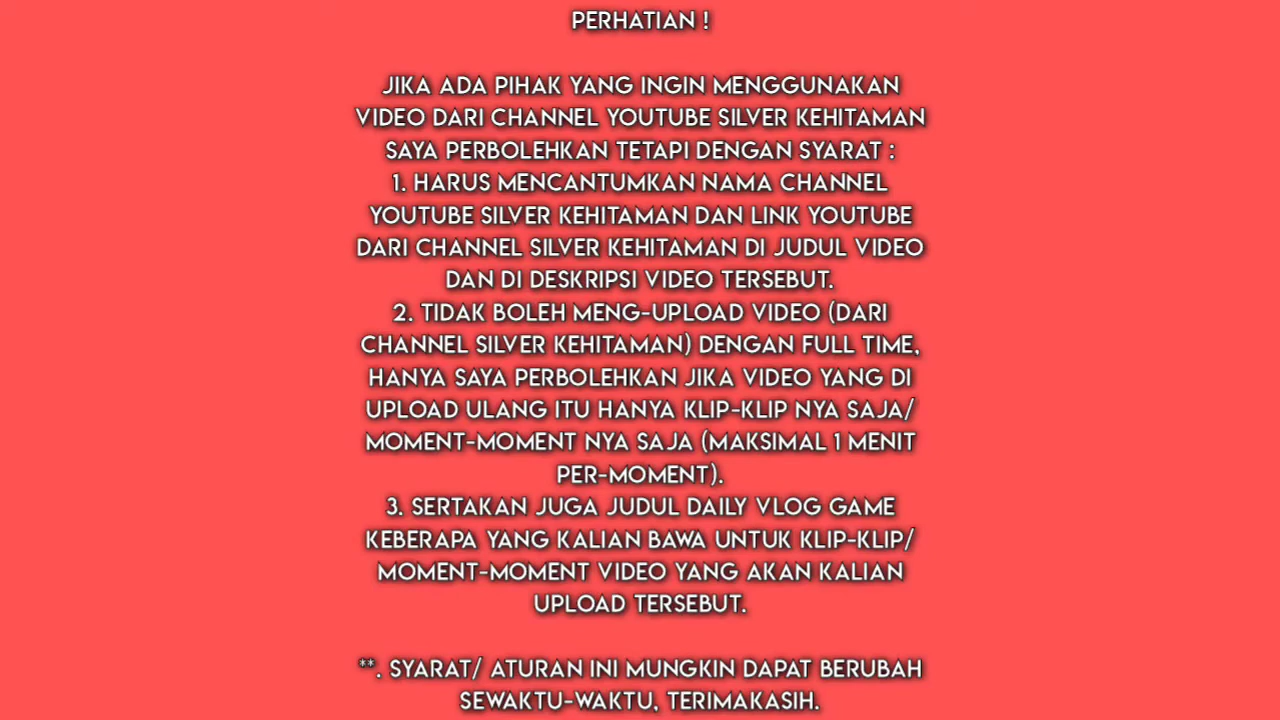 PERHATIAN !
JIKA ADA PIHAK YANG INGIN MENGGUNAKAN
VIDEO DARI CHANNEL YOUTUBE SILVER KEHITAMAN
SAYA PERBOLEHKAN TETAPI DENGAN SYARAT :
1. HARUS MENCANTUMKAN NAMA CHANNEL
YOUTUBE SILVER KEHITAMAN DAN LINK YOUTUBE
DARI CHANNEL SILVER KEHITAMAN DI JUDUL VIDEO
DAN DI DESKRIPSI VIDEO TERSEBUT.
2. TIDAK BOLEH MENG-UPLOAD VIDEO (DARI
CHANNEL SILVER KEHITAMAN) DENGAN FULL TIME,
HANYA SAYA PERBOLEHKAN JIKA VIDEO YANG DI
UPLOAD ULANG ITU HANYA KLIP-KLIP NYA SAJA/
MOMENT-MOMENT NYA SAJA (MAKSIMAL 1 MENIT
PER-MOMENT).
3. SERTAKAN JUGA JUDUL DAILY VLOG GAME
KEBERAPA YANG KALIAN BAWA UNTUK KLIP-KLIP/
MOMENT-MOMENT VIDEO YANG AKAN KALIAN
UPLOAD TERSEBUT.
**. SYARAT/ ATURAN INI MUNGKIN DAPAT BERUBAH
SEWAKTU-WAKTU, TERIMAKASIH.